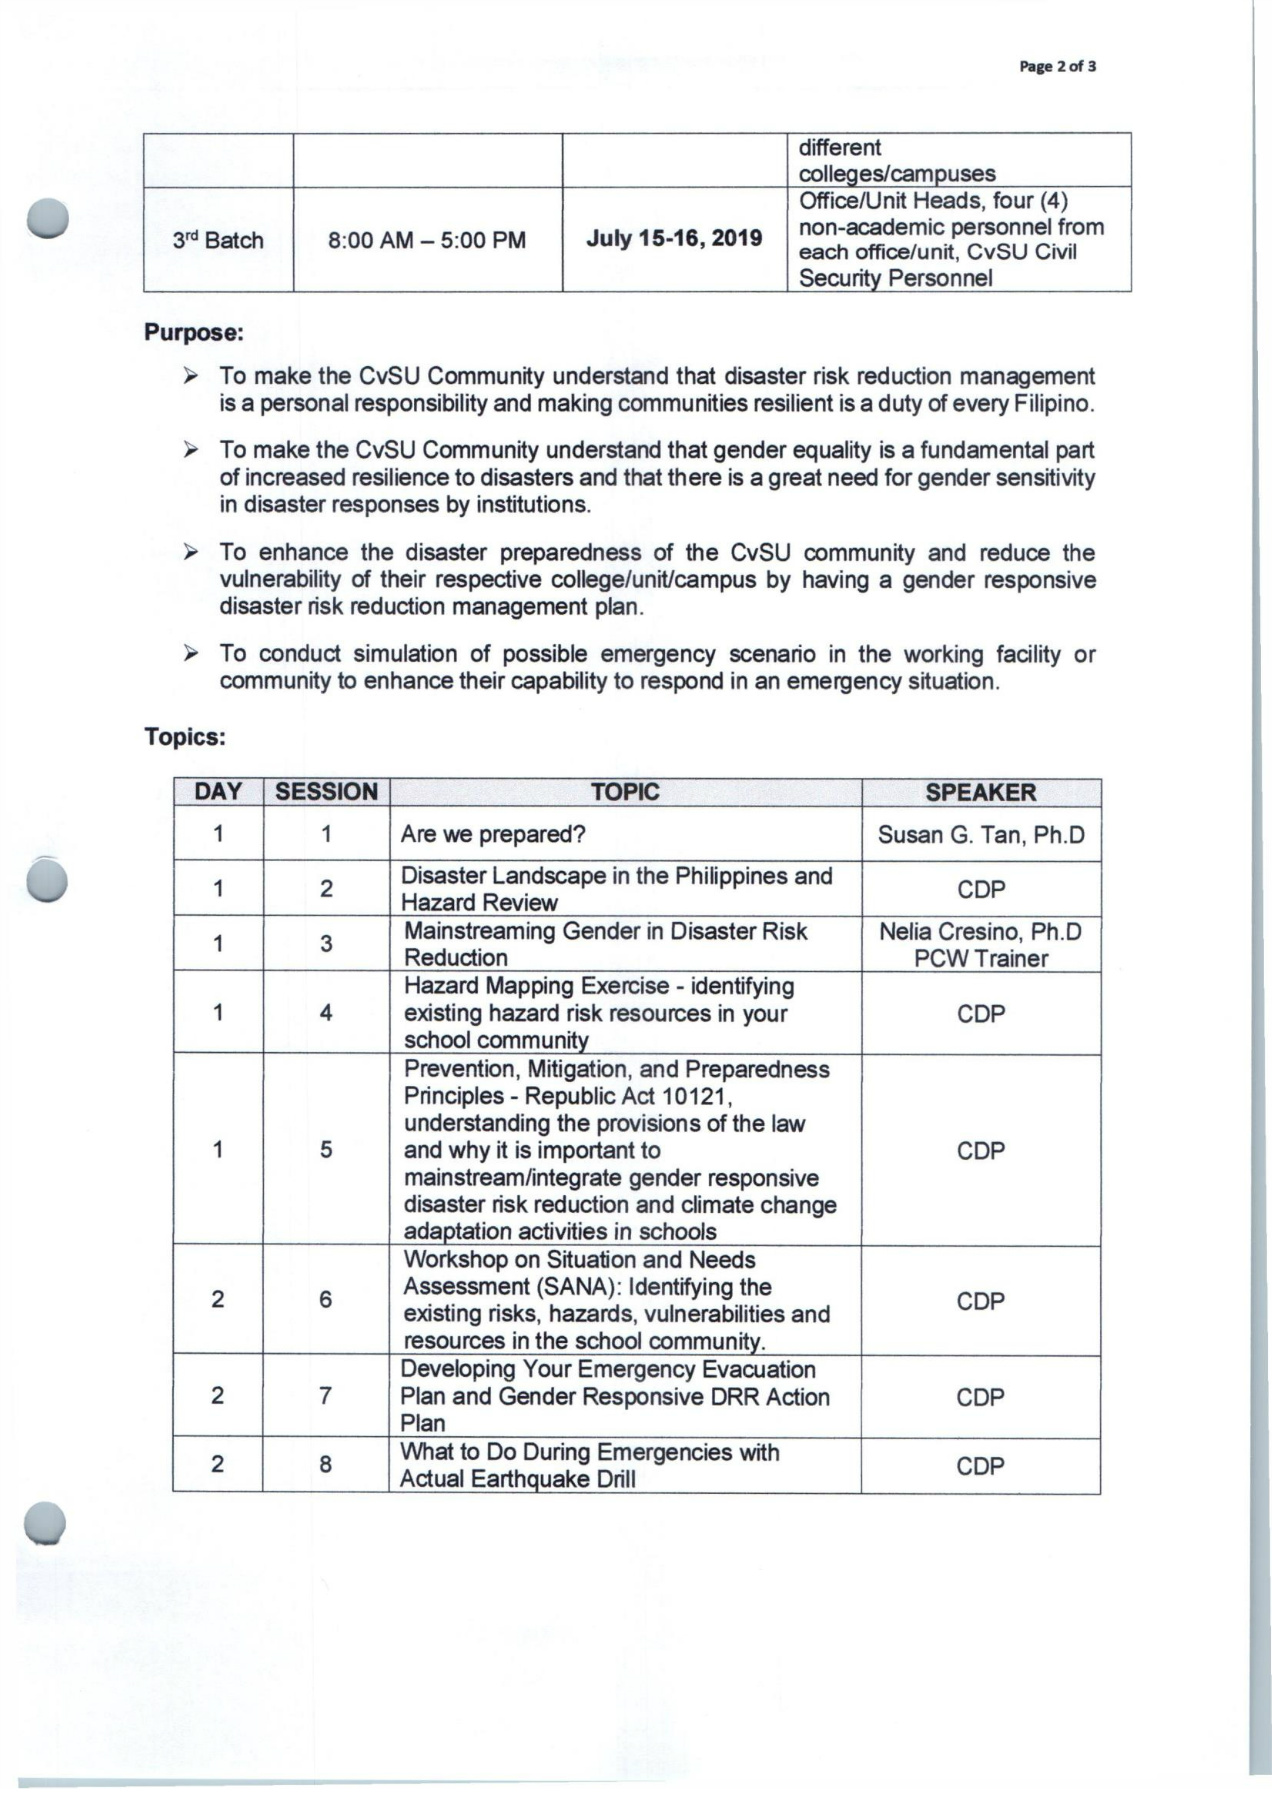 Page 2 of 3
different
colleges/campuses
3rd Batch
8:00 AM – 5:00 PM
July 15-16, 2019
Office/Unit Heads, four (4)
non-academic personnel from
each office/unit, CvSU Civil
Security Personnel
Purpose:
➢ To make the CvSU Community understand that disaster risk reduction management
is a personal responsibility and making communities resilient is a duty of every Filipino.
➢ To make the CvSU Community understand that gender equality is a fundamental part
of increased resilience to disasters and that there is a great need for gender sensitivity
in disaster responses by institutions.
➢ To enhance the disaster preparedness of the CvSU community and reduce the
vulnerability of their respective college/unit/campus by having a gender responsive
disaster risk reduction management plan.
➢ To conduct simulation of possible emergency scenario in the working facility or
community to enhance their capability to respond in an emergency situation.
Topics:
DAY SESSION TOPIC SPEAKER
1 1 Are we prepared? Susan G. Tan, Ph.D
1 2 Disaster Landscape in the Philippines and
Hazard Review
CDP
1 3 Mainstreaming Gender in Disaster Risk
Reduction
Nelia Cresino, Ph.D
PCW Trainer
1 4 Hazard Mapping Exercise - identifying
existing hazard risk resources in your
school community
CDP
1 5 Prevention, Mitigation, and Preparedness
Principles - Republic Act 10121,
understanding the provisions of the law
and why it is important to
mainstream/integrate gender responsive
disaster risk reduction and climate change
adaptation activities in schools
CDP
2 6 Workshop on Situation and Needs
Assessment (SANA): Identifying the
existing risks, hazards, vulnerabilities and
resources in the school community.
CDP
2 7 Developing Your Emergency Evacuation
Plan and Gender Responsive DRR Action
Plan
CDP
2 8 What to Do During Emergencies with
Actual Earthquake Drill
CDP